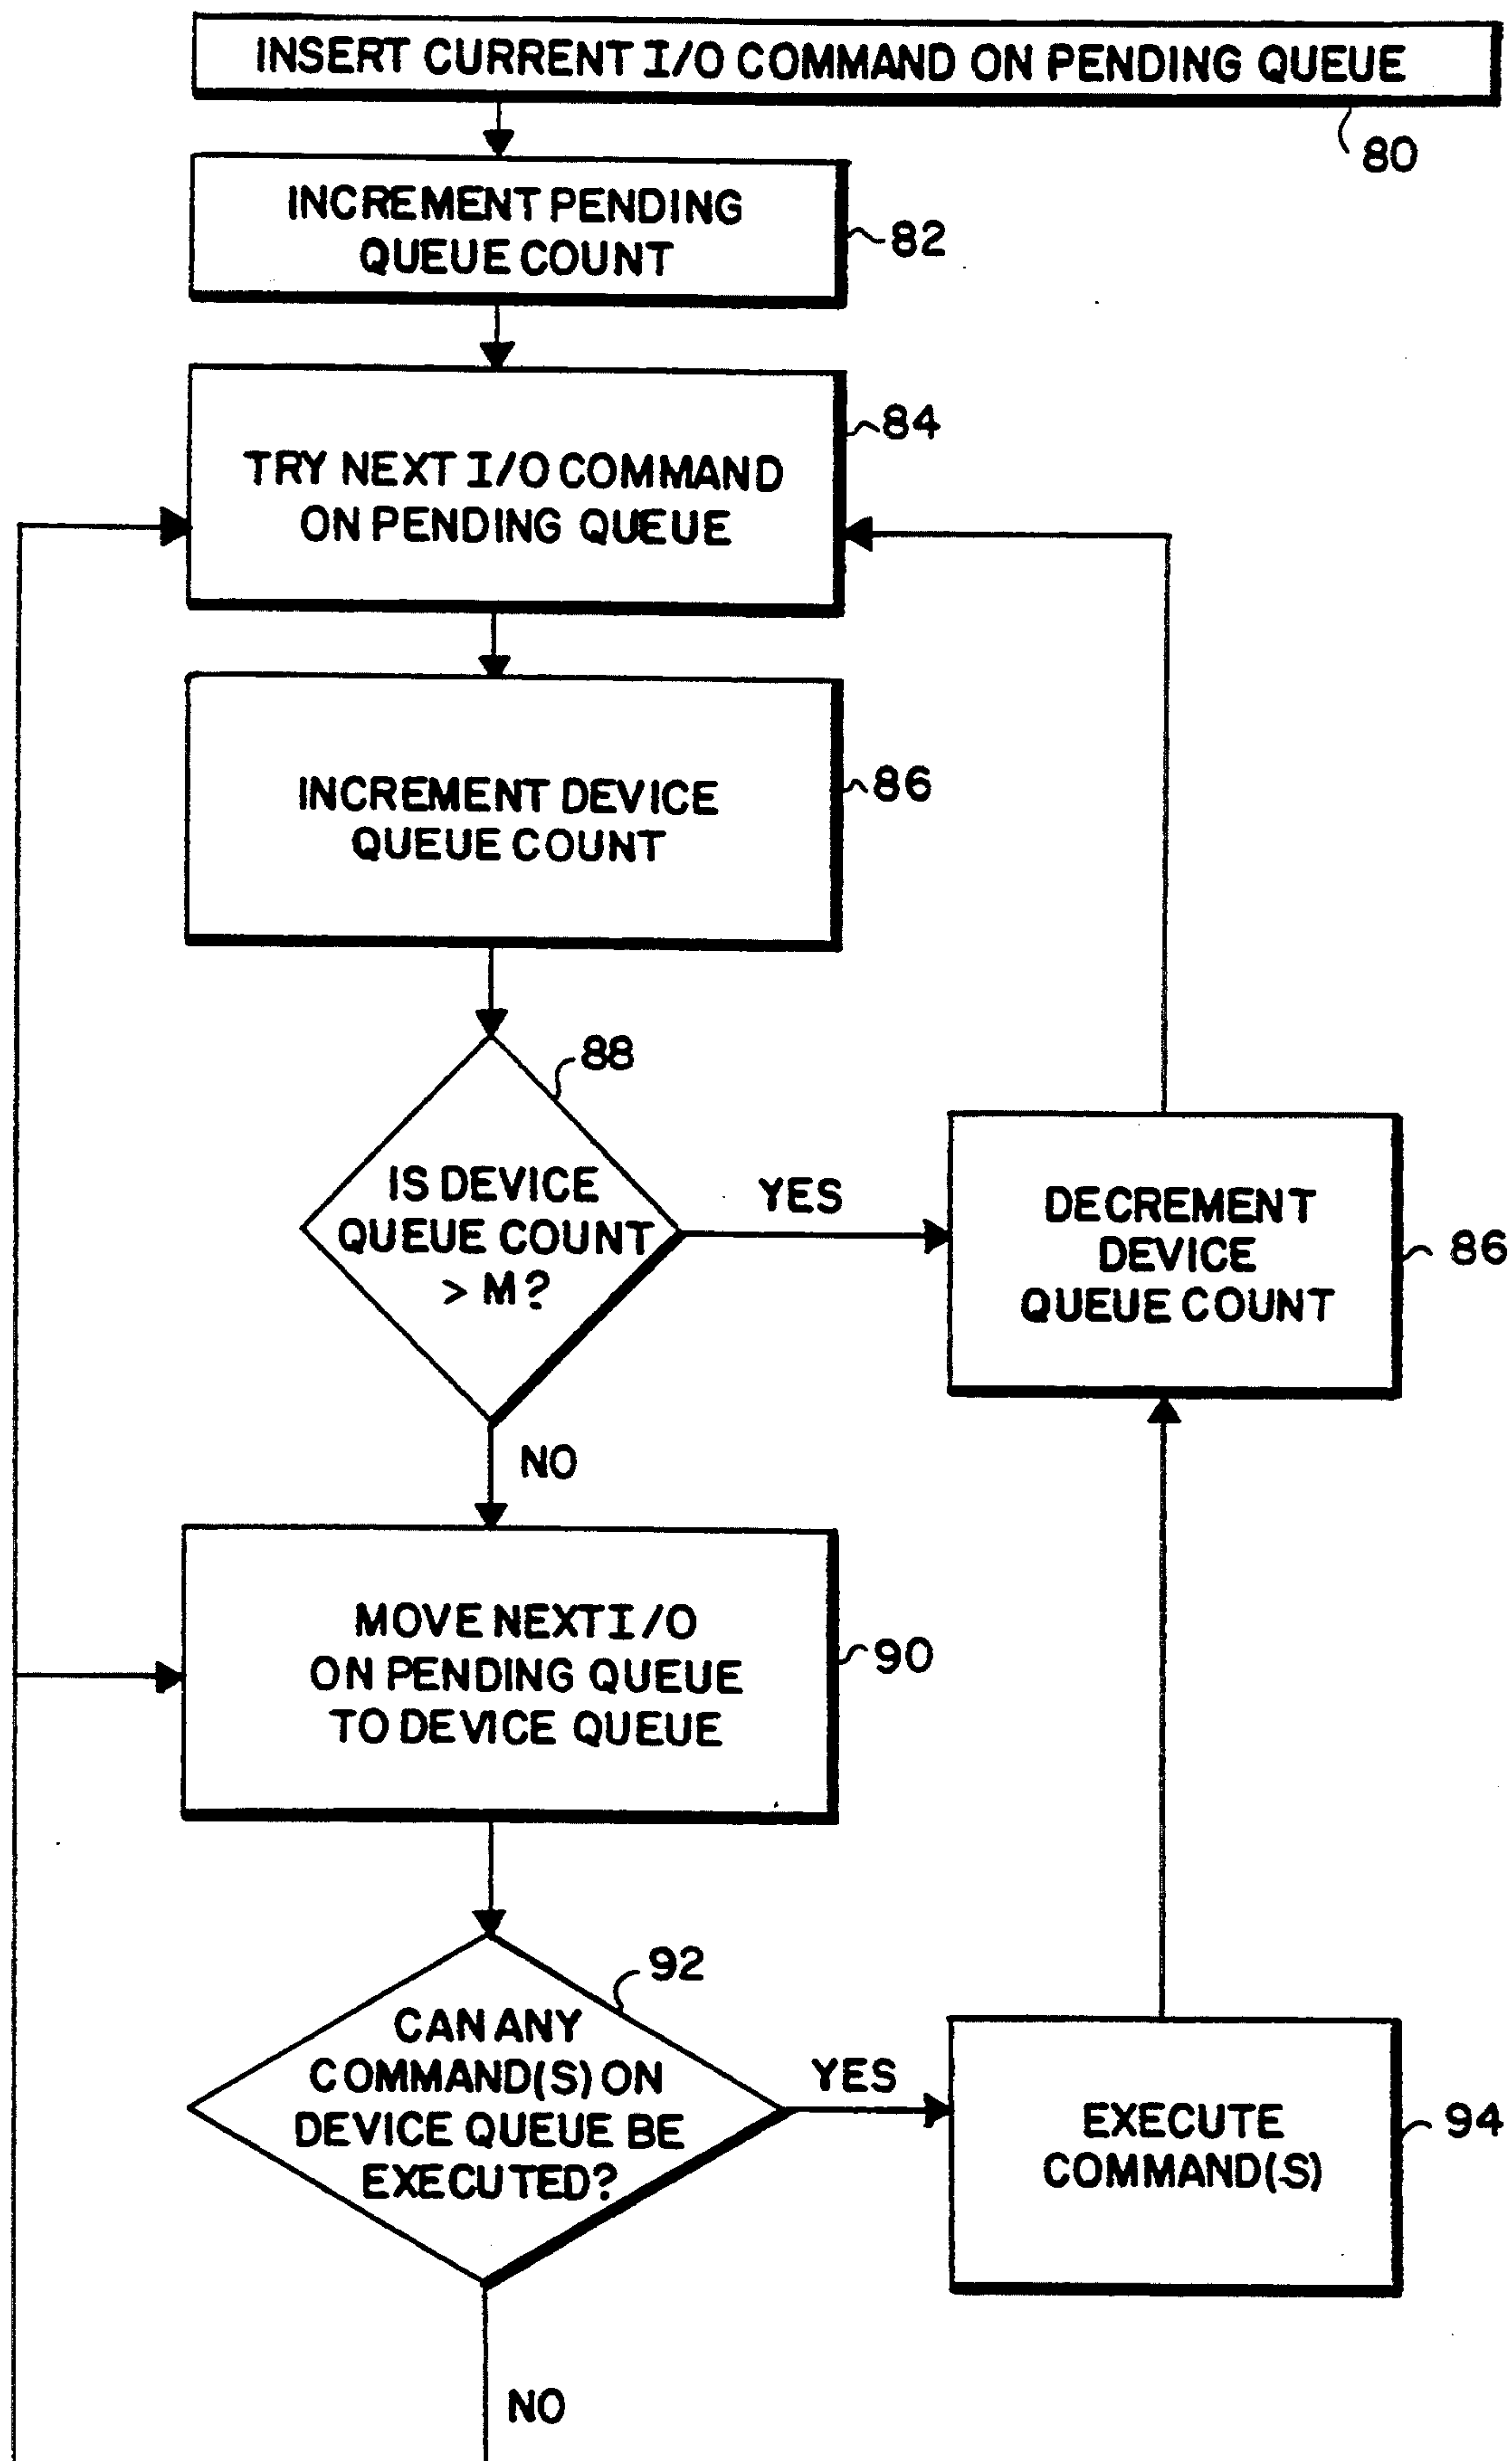 INSERT CURRENT I/O COMMAND ON PENDING QUEUE
80
INCREMENT PENDING
QUEUE COUNT
82
84
TRY NEXT I/O COMMAND
ON PENDING QUEUE
86
INCREMENT DEVICE
QUEUE COUNT
88
IS DEVICE
QUEUE COUNT
> M?
YES
DECREMENT
DEVICE
QUEUE COUNT
86
NO
MOVE NEXT I/O
ON PENDING QUEUE
TO DEVICE QUEUE
90
92
CAN ANY
COMMAND(S) ON
DEVICE QUEUE BE
EXECUTED?
YES
EXECUTE
COMMAND(S)
94
NO